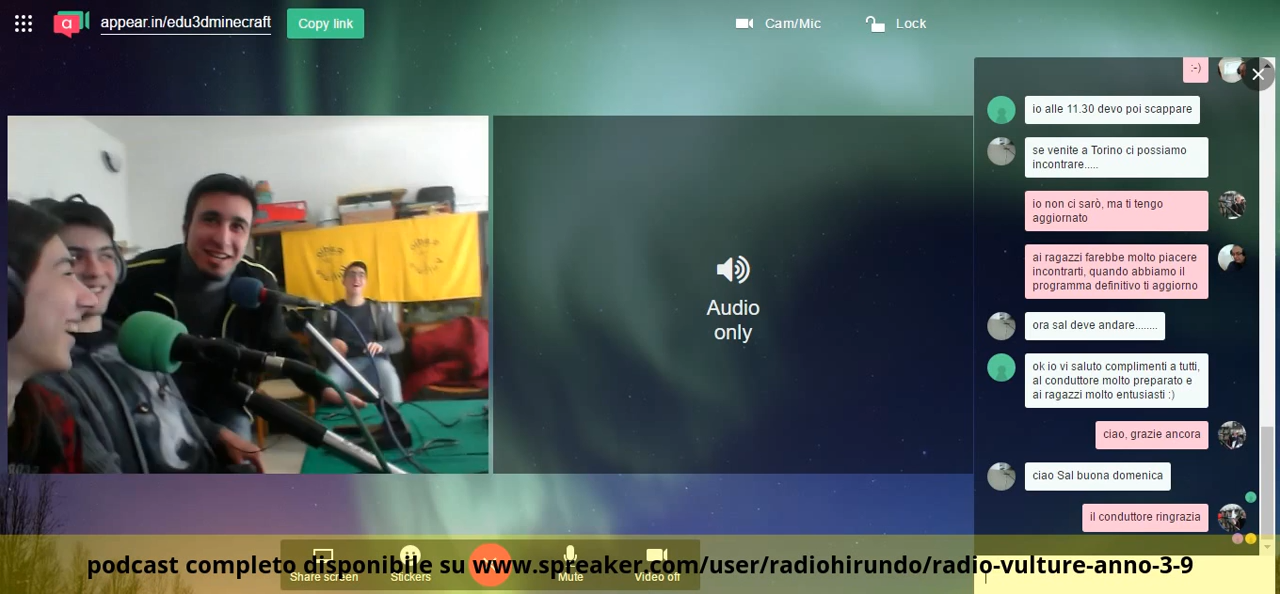 appear.in/edu3dminecraft
Copy link
Cam/Mic
Lock
:-)
io alle 11.30 devo poi scappare
se venite a Torino ci possiamo
incontrare.....
io non ci sarò, ma ti tengo
aggiornato
ai ragazzi farebbe molto piacere
incontrarti, quando abbiamo il
programma definitivo ti aggiorno
ora sal deve andare........
ok io vi saluto complimenti a tutti,
al conduttore molto preparato e
ai ragazzi molto entusiasti :)
ciao, grazie ancora
ciao Sal buona domenica
il conduttore ringrazia
Audio
only
podcast completo disponibile su www.spreaker.com/user/radiohirundo/radio-vulture-anno-3-9
Share screen
Stickers
Mute
Video off